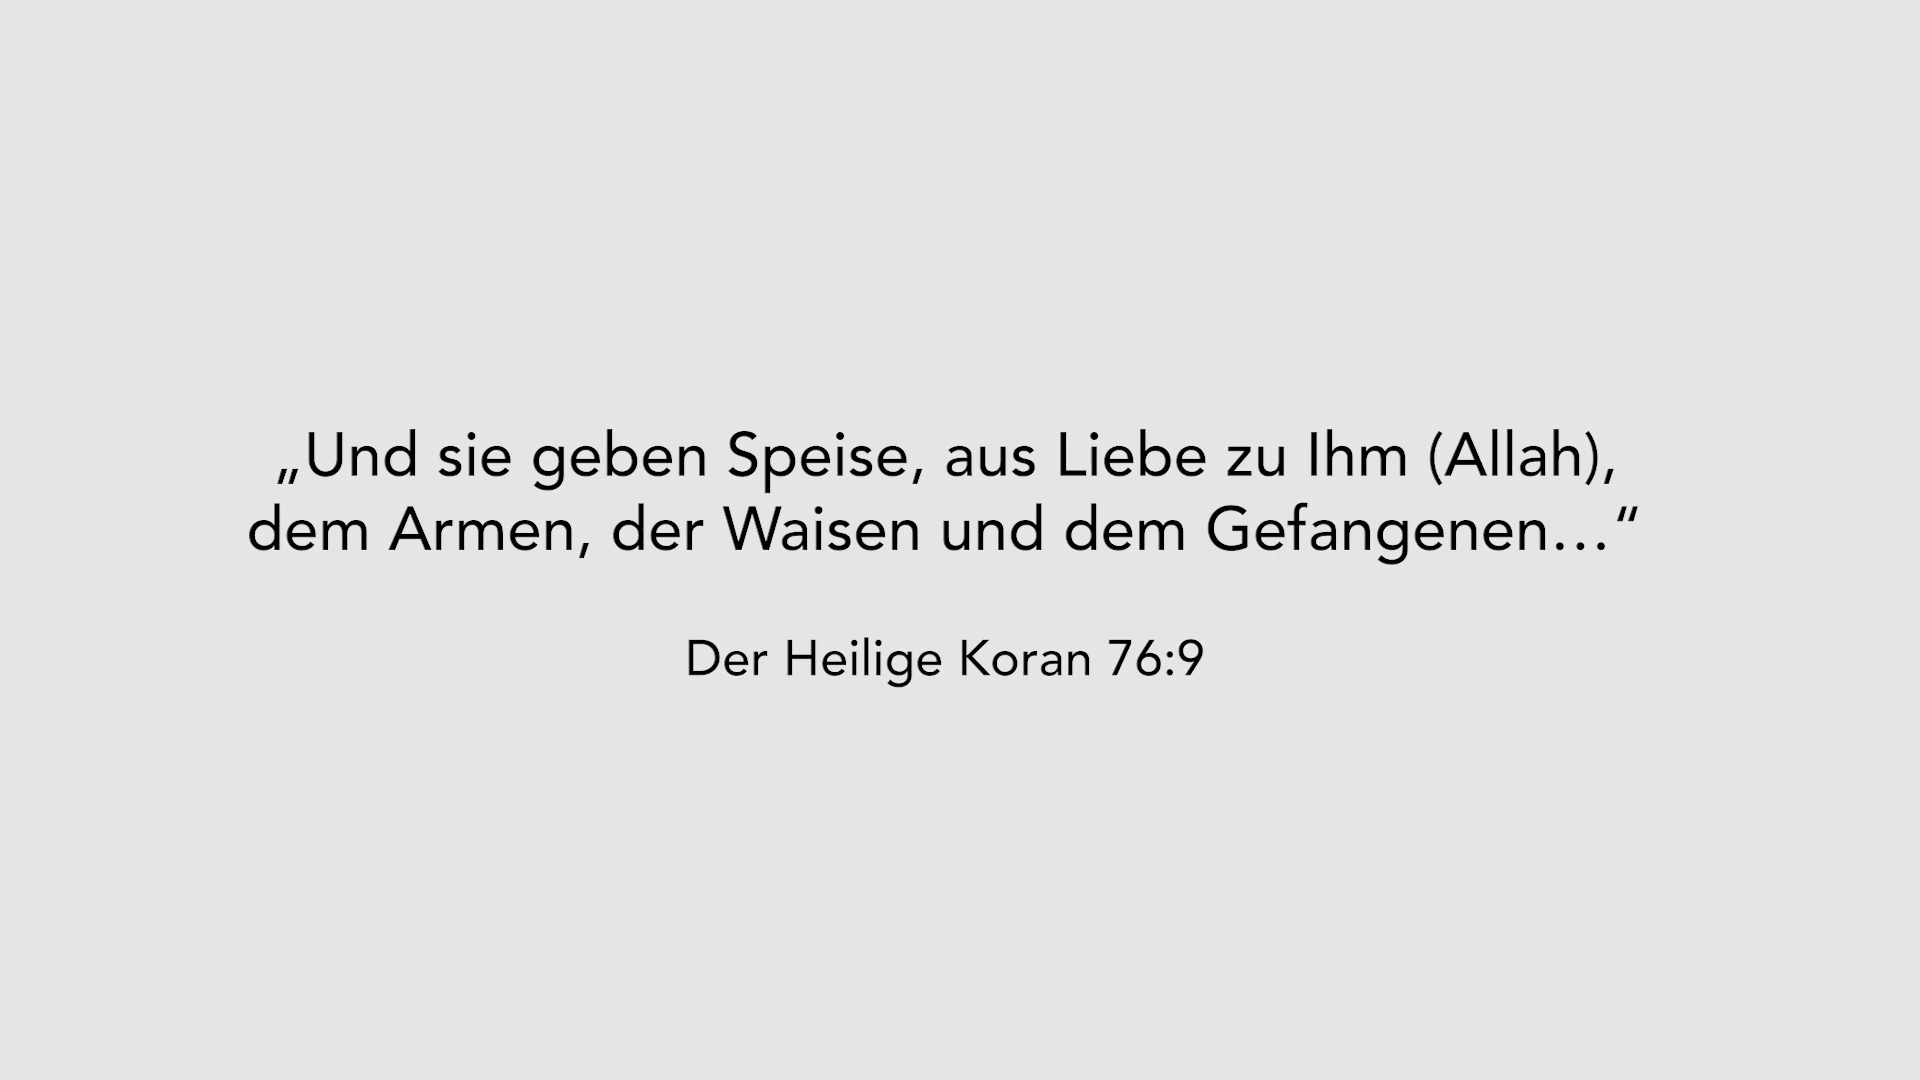 „Und sie geben Speise, aus Liebe zu Ihm (Allah),
dem Armen, der Waisen und dem Gefangenen…“
Der Heilige Koran 76:9